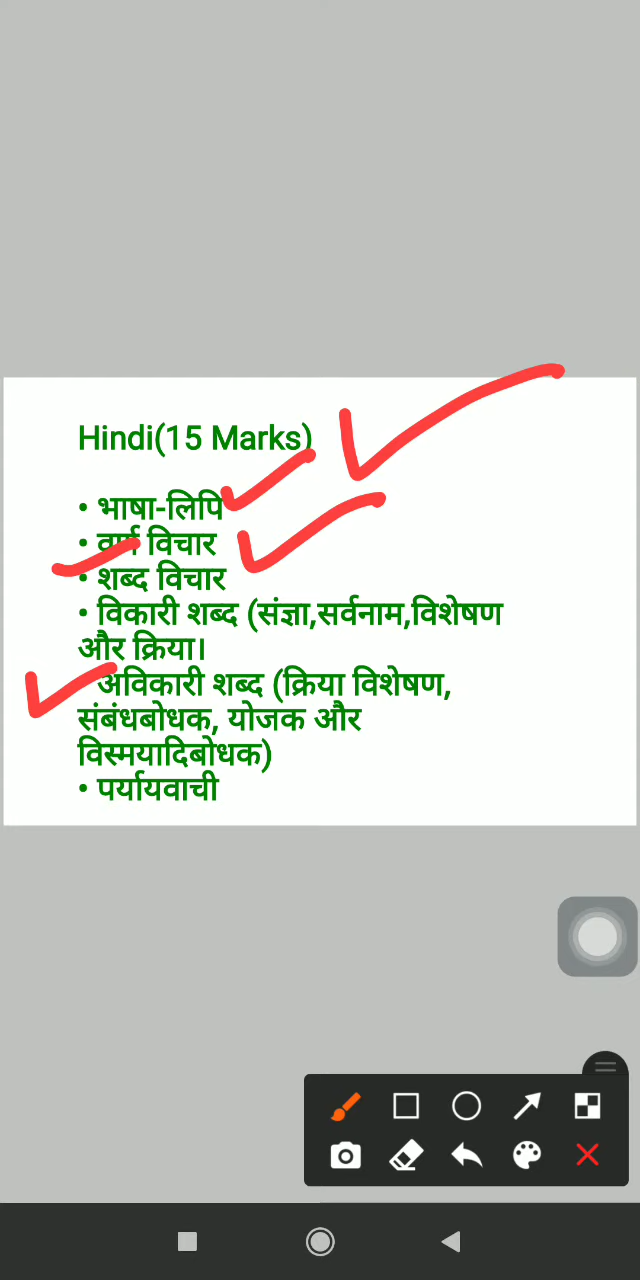 Hindi(15 Marks)
• भाषा-लिपि
• वर्ण विचार
• शब्द विचार
• विकारी शब्द (संज्ञा,सर्वनाम,विशेषण
और क्रिया।
अविकारी शब्द (क्रिया विशेषण,
संबंधबोधक, योजक और
विस्मयादिबोधक)
• पर्यायवाची